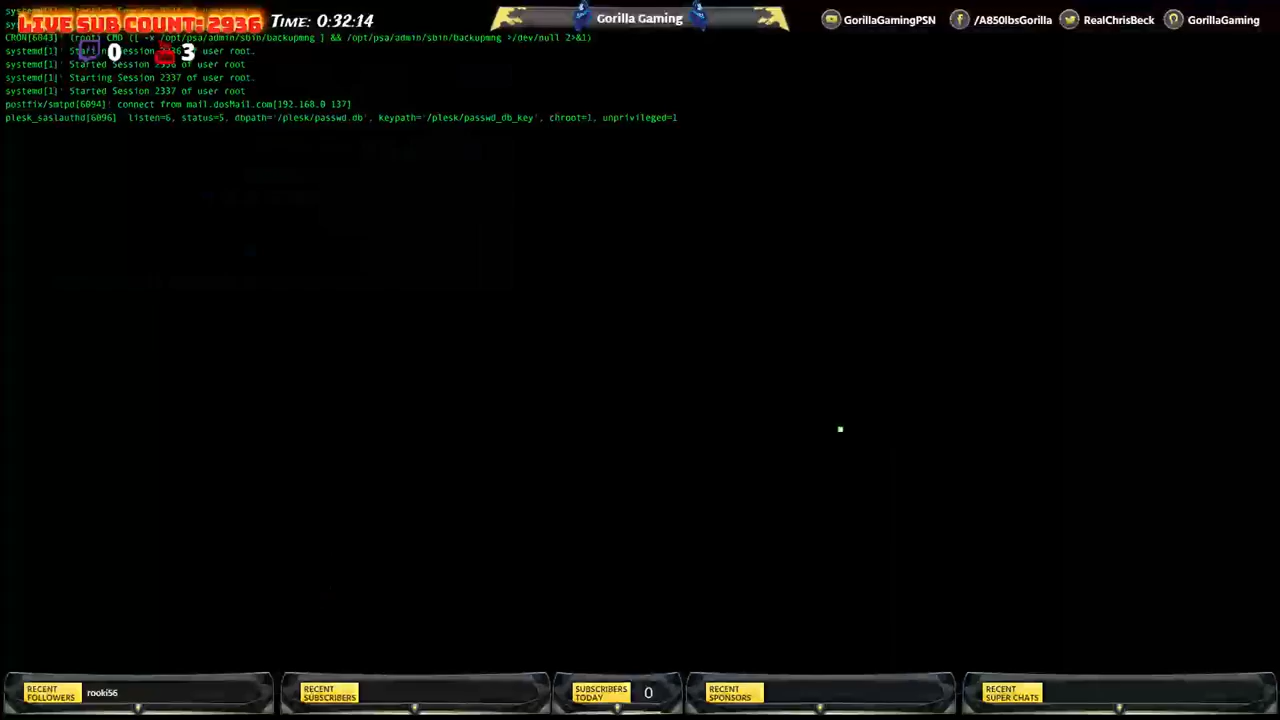 LIVE SUB COUNT: 2936
TIME: 0:32:14
Gorilla Gaming
GorillaGamingPSN
/A850lbsGorilla
RealChrisBeck
GorillaGaming
0
3
CRON[6043]' (root) CMD ([ -x /opt/psa/admin/sbin/backupmng ] && /opt/psa/admin/sbin/backupmng >/dev/null 2>&1)
systemd[1]' Session of user root.
systemd[1]' Started Session of user root
systemd[1]' Starting Session 2337 of user root.
systemd[1]' Started Session 2337 of user root
postfix/smtpd[6094]' connect from mail.dosMail.com[192.168.0 137]
plesk_saslauthd[6096] listen=6, status=5, dbpath='/plesk/passwd.db', keypath='/plesk/passwd_db_key', chroot=1, unprivileged=1
RECENT FOLLOWERS
rooki56
RECENT SUBSCRIBERS
SUBSCRIBERS TODAY
0
RECENT SPONSORS
RECENT SUPER CHATS